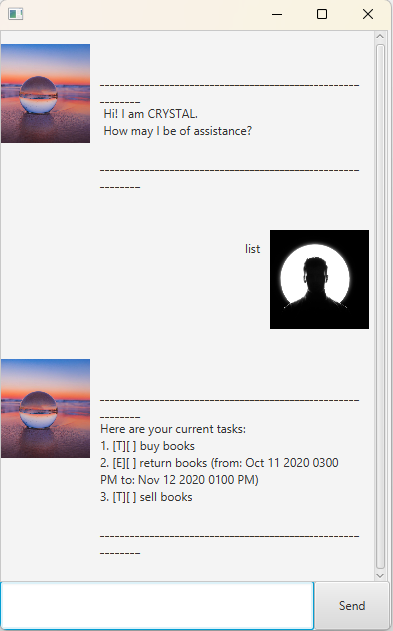 ------------------------------------------------------
--------
Hi! I am CRYSTAL.
How may I be of assistance?
------------------------------------------------------
--------
list
------------------------------------------------------
--------
Here are your current tasks:
1. [T][ ] buy books
2. [E][ ] return books (from: Oct 11 2020 0300
PM to: Nov 12 2020 0100 PM)
3. [T][ ] sell books
------------------------------------------------------
--------
Send